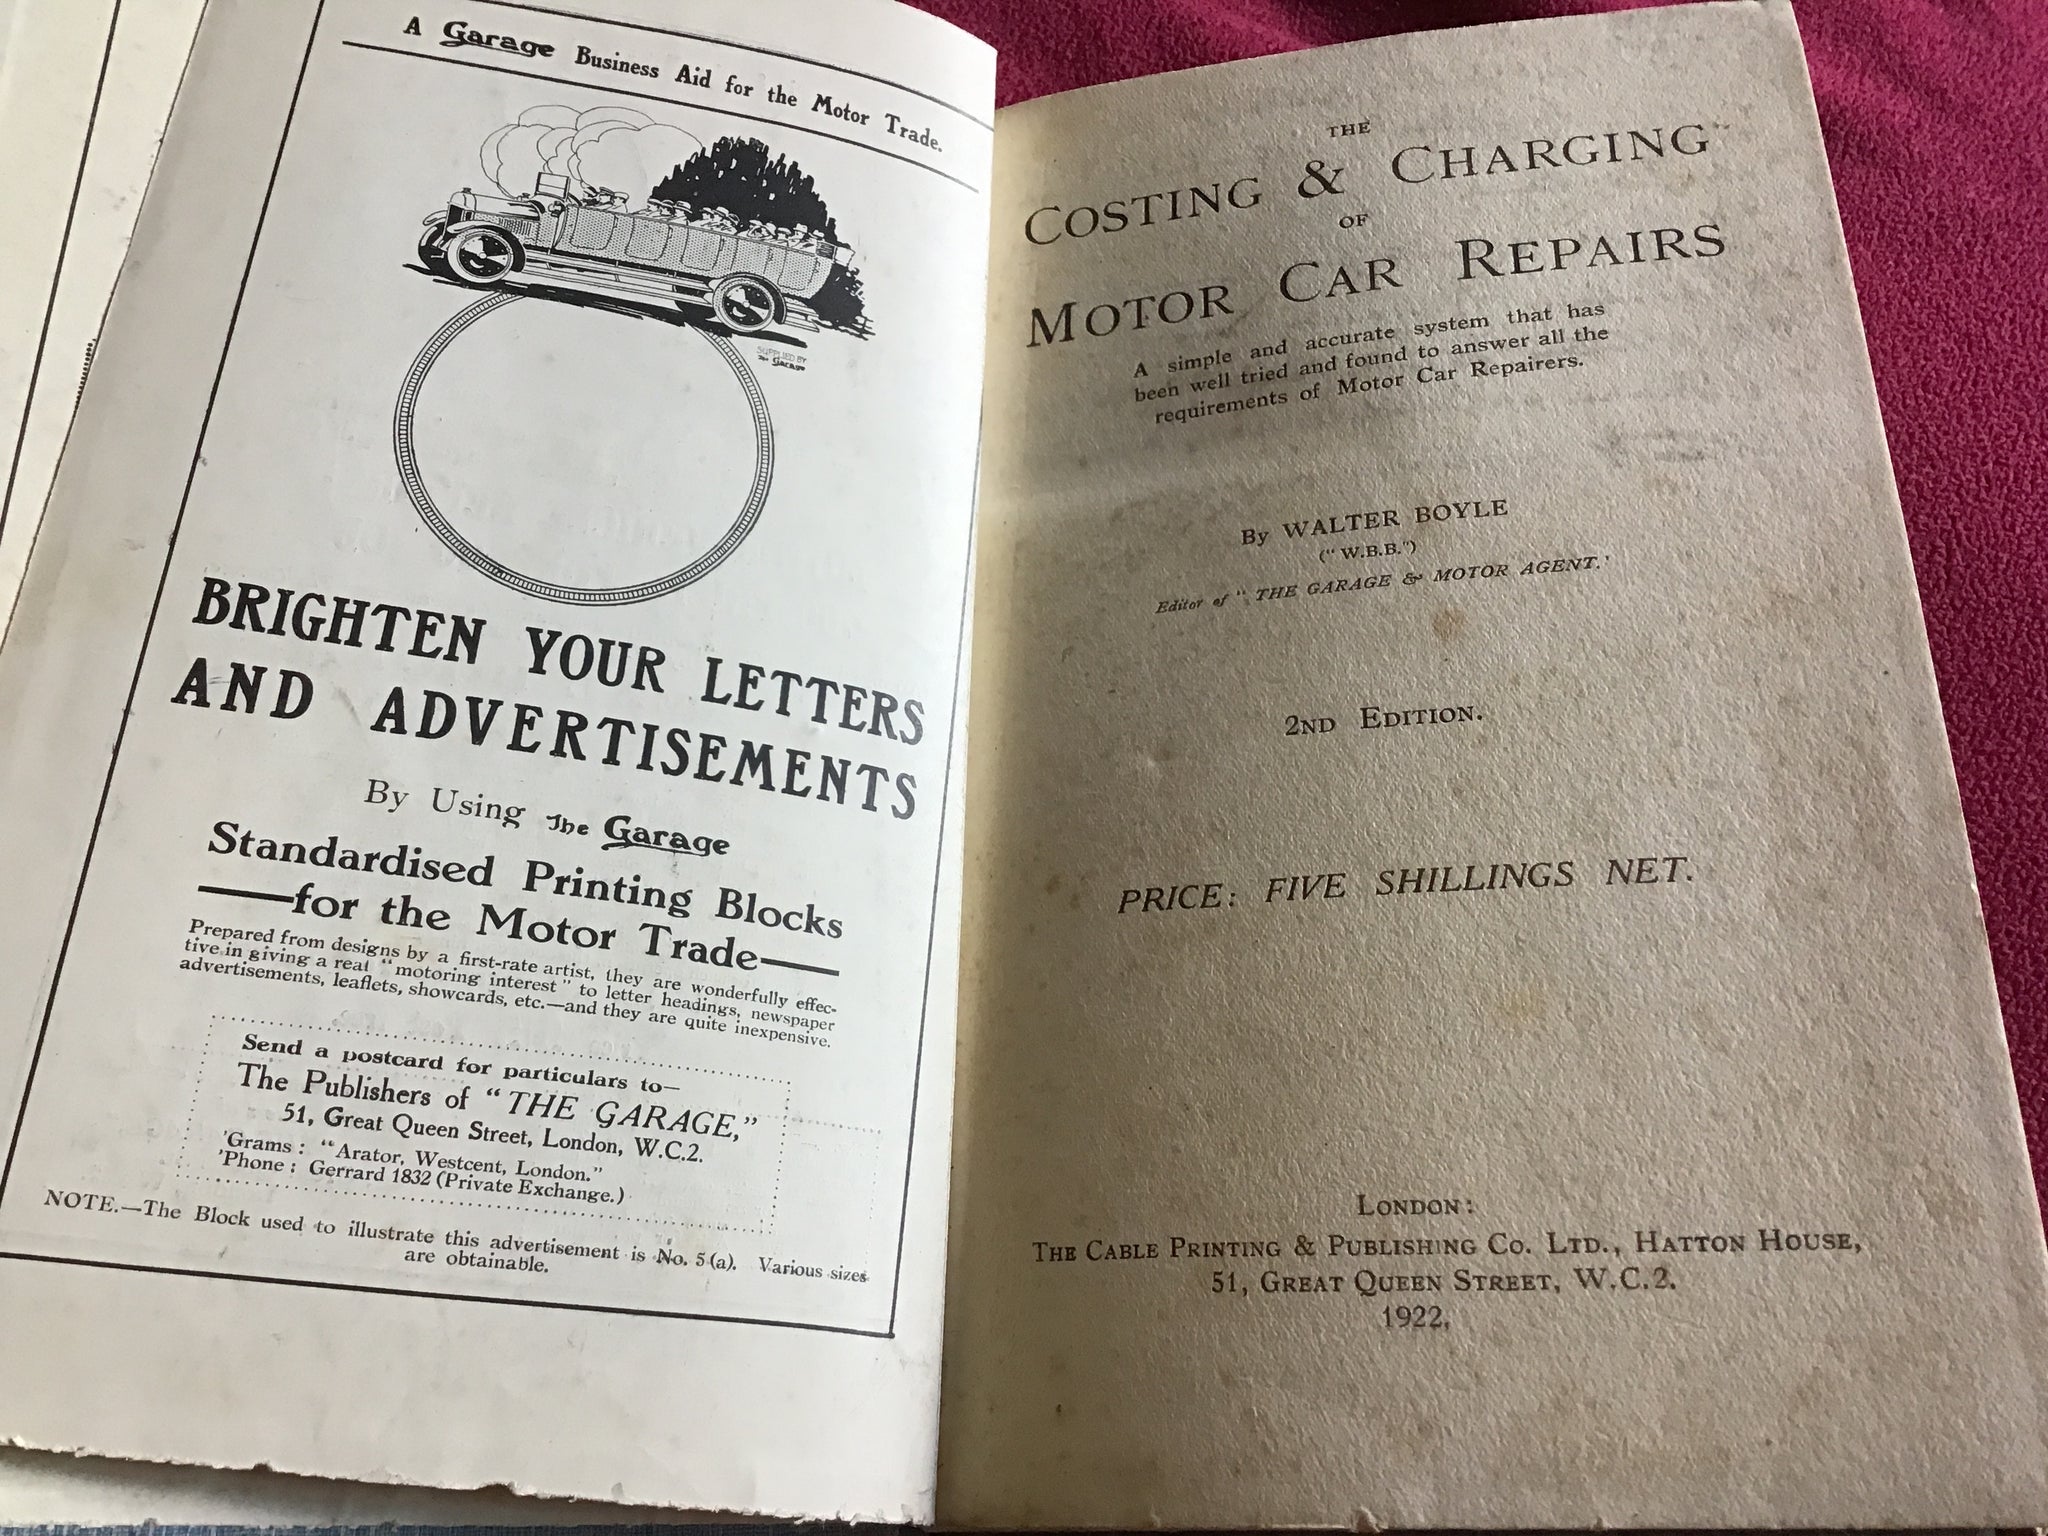 A Garage Business Aid for the Motor Trade.
SUPPLIED BY
The Garage
BRIGHTEN YOUR LETTERS
AND ADVERTISEMENTS
By Using The Garage
Standardised Printing Blocks
for the Motor Trade
Prepared from designs by a first-rate artist, they are wonderfully effec-
tive in giving a real "motoring interest" to letter headings, newspaper
advertisements, leaflets, showcards, etc.—and they are quite inexpensive.
Send a postcard for particulars to—
The Publishers of "THE GARAGE,"
51, Great Queen Street, London, W.C.2.
'Grams: "Arator, Westcent, London."
'Phone: Gerrard 1832 (Private Exchange.)
NOTE.—The Block used to illustrate this advertisement is No. 5 (a). Various sizes
are obtainable.
THE
COSTING & CHARGING
OF
MOTOR CAR REPAIRS
A simple and accurate system that has
been well tried and found to answer all the
requirements of Motor Car Repairers.
By WALTER BOYLE
("W.B.B.")
Editor of "THE GARAGE & MOTOR AGENT.'
2ND EDITION.
PRICE: FIVE SHILLINGS NET.
LONDON:
THE CABLE PRINTING & PUBLISHING CO. LTD., HATTON HOUSE,
51, GREAT QUEEN STREET, W.C.2.
1922.